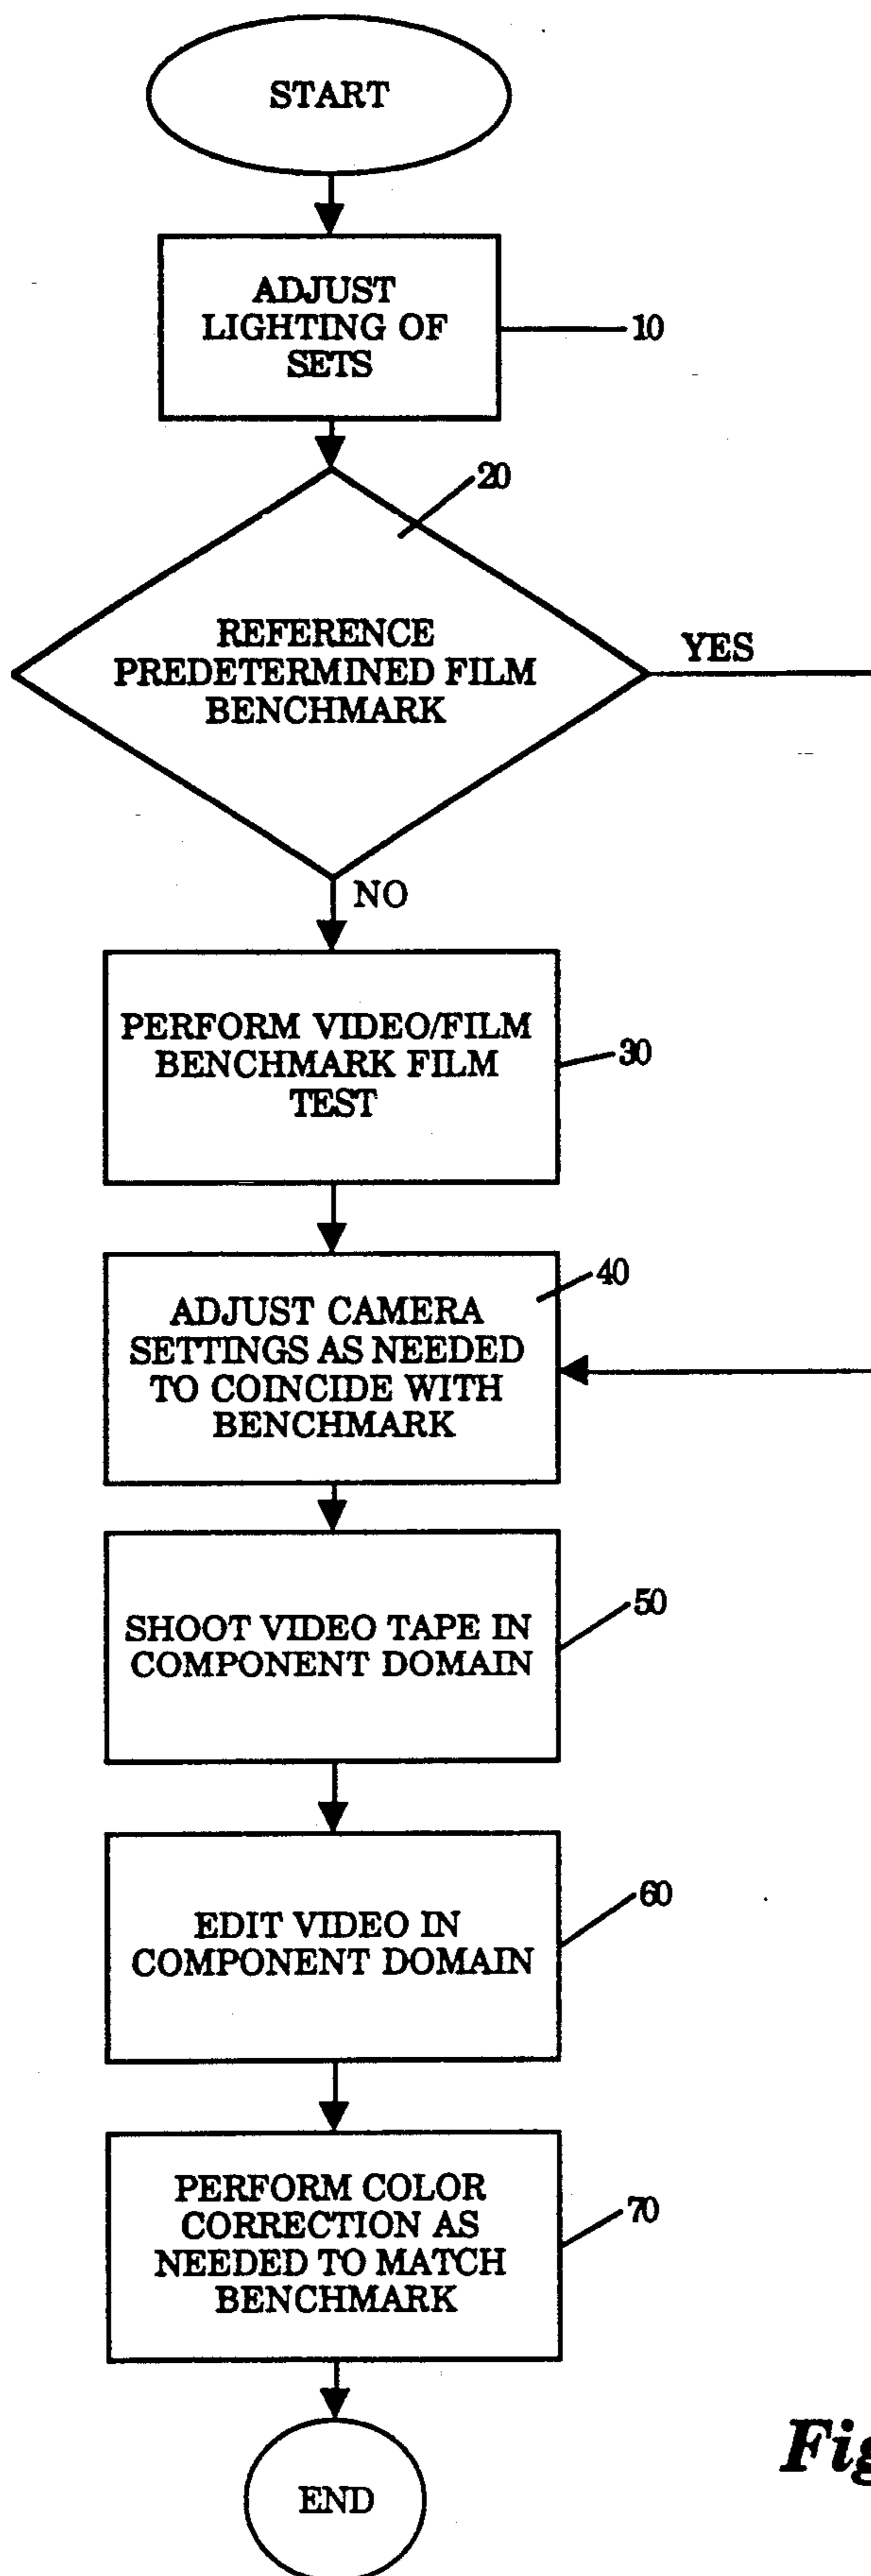 START
ADJUST
LIGHTING OF
SETS
10
20
REFERENCE
PREDETERMINED FILM
BENCHMARK
YES
NO
PERFORM VIDEO/FILM
BENCHMARK FILM
TEST
30
40
ADJUST CAMERA
SETTINGS AS NEEDED
TO COINCIDE WITH
BENCHMARK
50
SHOOT VIDEO TAPE IN
COMPONENT DOMAIN
60
EDIT VIDEO IN
COMPONENT DOMAIN
PERFORM COLOR
CORRECTION AS
NEEDED TO MATCH
BENCHMARK
70
Fig
END